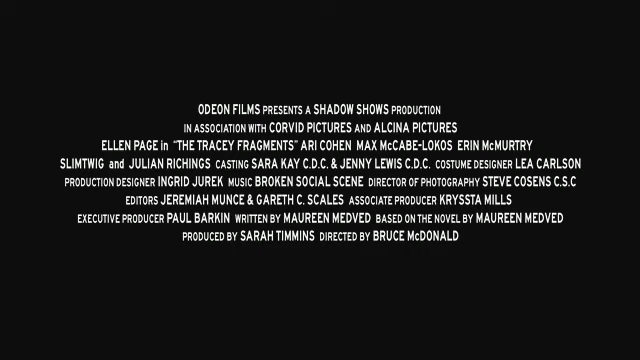 ODEON FILMS PRESENTS A SHADOW SHOWS PRODUCTION
IN ASSOCIATION WITH CORVID PICTURES AND ALCINA PICTURES
ELLEN PAGE in "THE TRACEY FRAGMENTS" ARI COHEN MAX McCABE-LOKOS ERIN McMURTRY
SLIMTWIG and JULIAN RICHINGS CASTING SARA KAY C.D.C. & JENNY LEWIS C.D.C. COSTUME DESIGNER LEA CARLSON
PRODUCTION DESIGNER INGRID JUREK MUSIC BROKEN SOCIAL SCENE DIRECTOR OF PHOTOGRAPHY STEVE COSENS C.S.C
EDITORS JEREMIAH MUNCE & GARETH C. SCALES ASSOCIATE PRODUCER KRYSSTA MILLS
EXECUTIVE PRODUCER PAUL BARKIN WRITTEN BY MAUREEN MEDVED BASED ON THE NOVEL BY MAUREEN MEDVED
PRODUCED BY SARAH TIMMINS DIRECTED BY BRUCE McDONALD